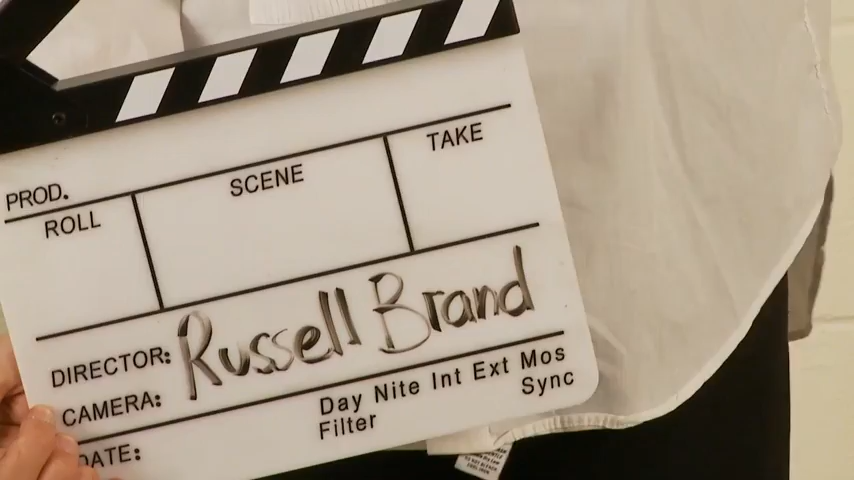 PROD.
ROLL SCENE TAKE
DIRECTOR: Russell Brand
CAMERA:
Day Nite Int Ext Mos
DATE: Filter Sync